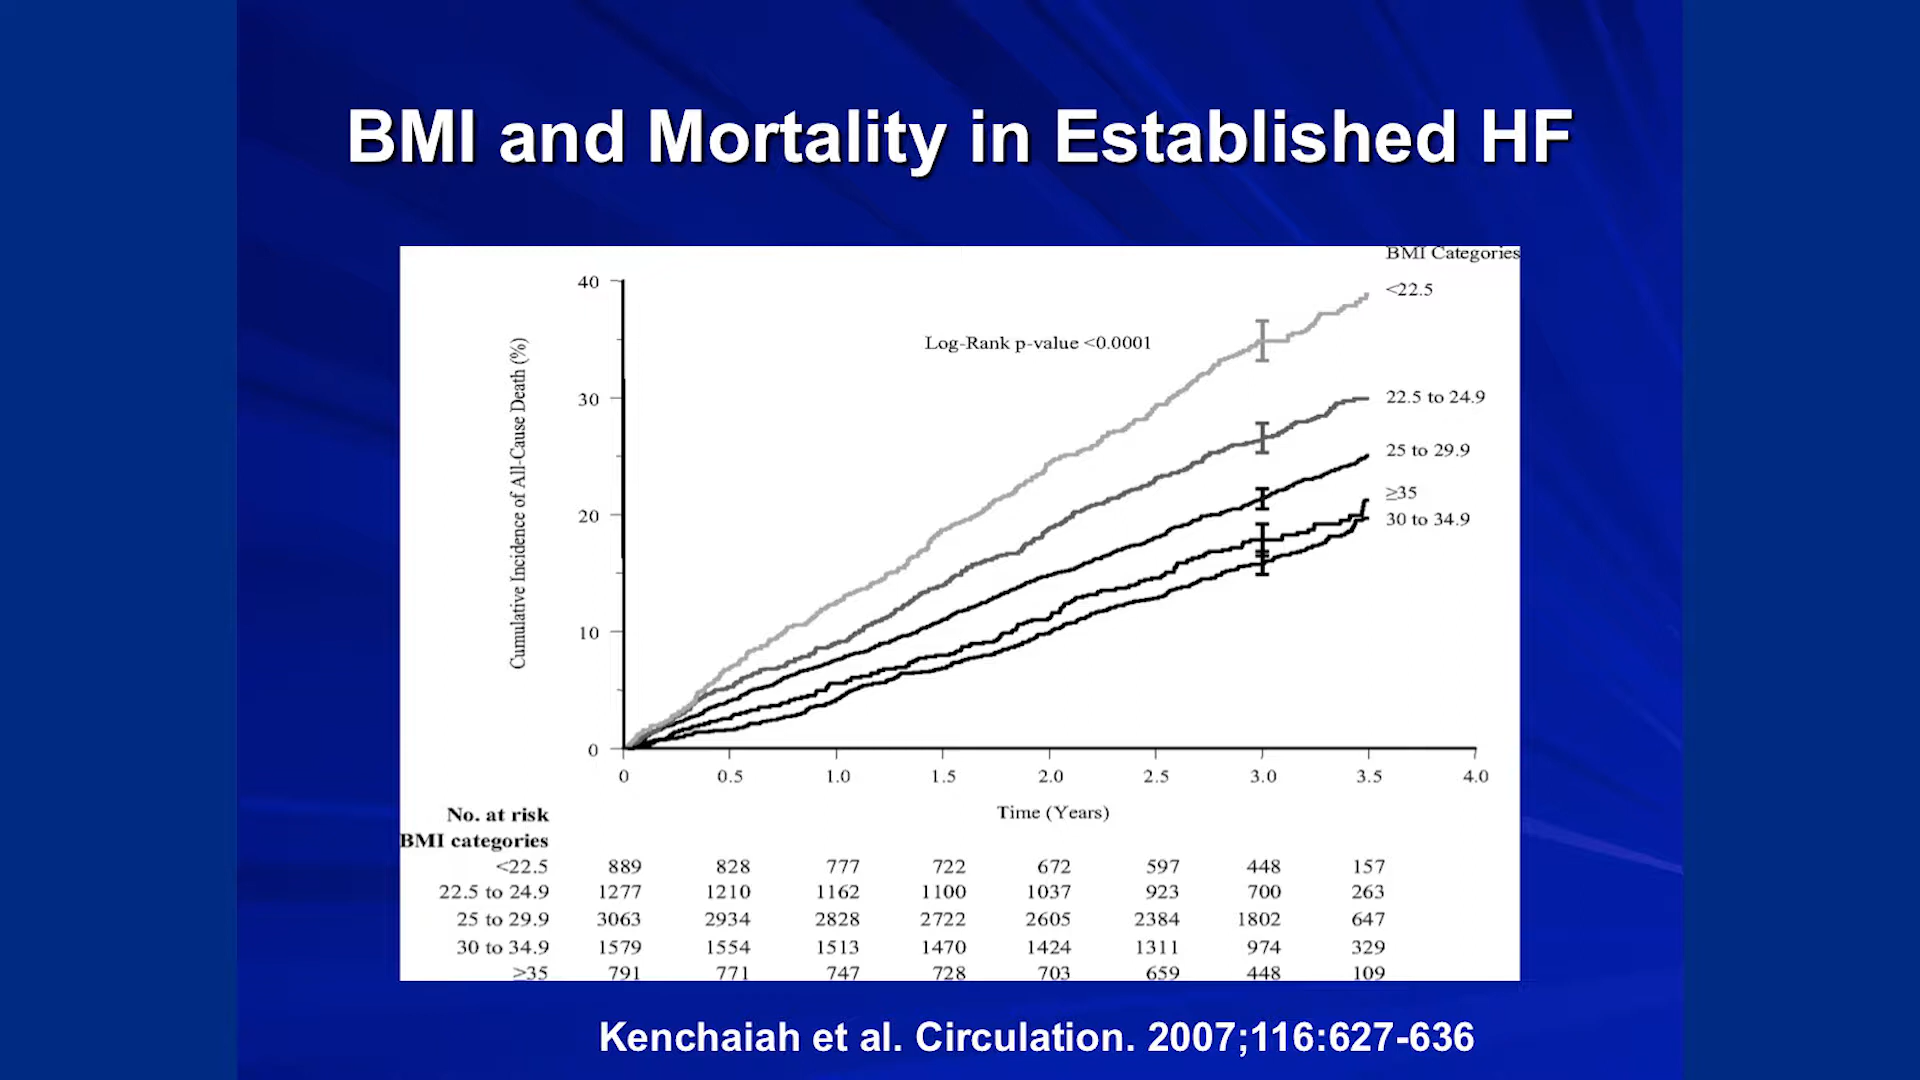 BMI and Mortality in Established HF
BMI Categories
<22.5
22.5 to 24.9
25 to 29.9
≥35
30 to 34.9
Log-Rank p-value <0.0001
Cumulative Incidence of All-Cause Death (%)
40
30
20
10
0
0 0.5 1.0 1.5 2.0 2.5 3.0 3.5 4.0
Time (Years)
No. at risk
BMI categories
<22.5 889 828 777 722 672 597 448 157
22.5 to 24.9 1277 1210 1162 1100 1037 923 700 263
25 to 29.9 3063 2934 2828 2722 2605 2384 1802 647
30 to 34.9 1579 1554 1513 1470 1424 1311 974 329
≥35 791 771 747 728 703 659 448 109
Kenchaiah et al. Circulation. 2007;116:627-636